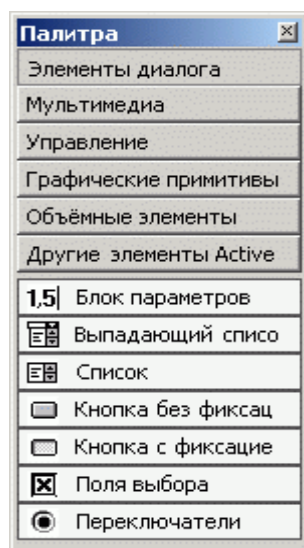 Палитра
Элементы диалога
Мультимедиа
Управление
Графические примитивы
Объёмные элементы
Другие элементы Active
1,5 Блок параметров
Выпадающий списо
Список
Кнопка без фиксац
Кнопка с фиксацие
Поля выбора
Переключатели